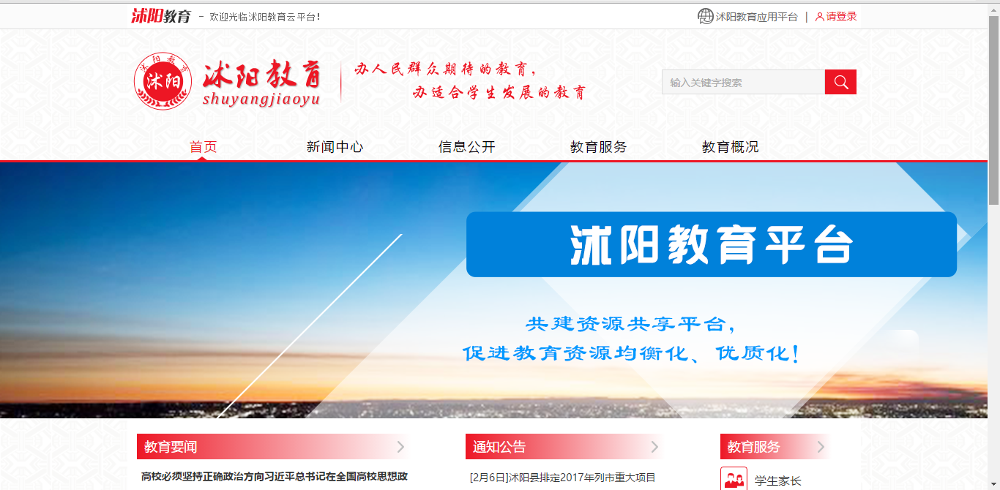 沭阳教育 - 欢迎光临沭阳教育云平台!
沭阳教育应用平台 | 请登录
沭阳教育
沭阳
沭阳教育
shuyangjiaoyu
办人民群众期待的教育,
办适合学生发展的教育
输入关键字搜索
首页 新闻中心 信息公开 教育服务 教育概况
沭阳教育平台
共建资源共享平台,
促进教育资源均衡化、优质化!
教育要闻
通知公告
教育服务
高校必须坚持正确政治方向习近平总书记在全国高校思想政
[2月6日]沭阳县排定2017年列市重大项目
学生家长